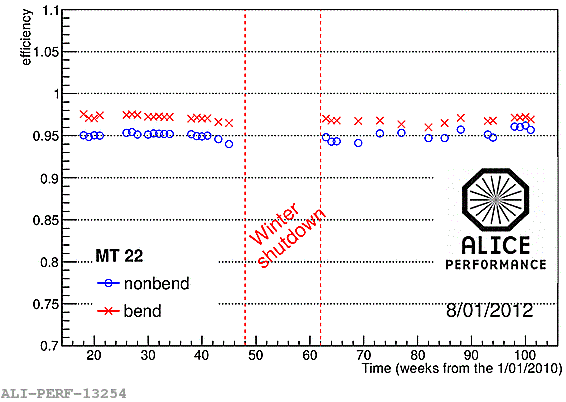 efficiency
1.1
1.05
1
0.95
0.9
0.85
0.8
0.75
0.7
Winter
shutdown
MT 22
nonbend
bend
ALICE
PERFORMANCE
8/01/2012
20 30 40 50 60 70 80 90 100
Time (weeks from the 1/01/2010)
ALI-PERF-13254